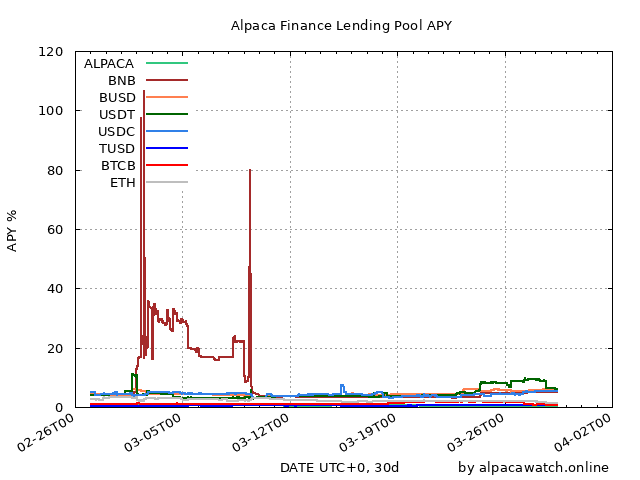 Alpaca Finance Lending Pool APY
120
100
80
60
40
20
0
APY %
ALPACA
BNB
BUSD
USDT
USDC
TUSD
BTCB
ETH
02-26T00
03-05T00
03-12T00
03-19T00
03-26T00
04-02T00
DATE UTC+0, 30d
by alpacawatch.online